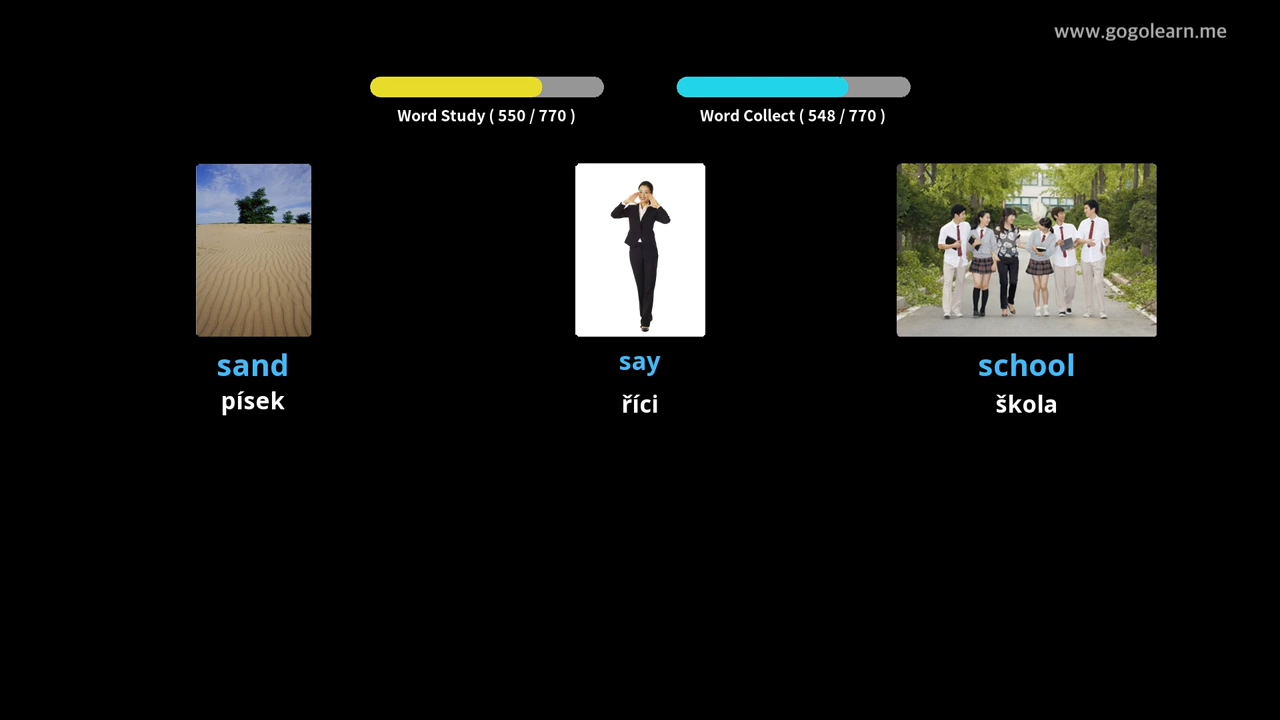 www.gogolearn.me
Word Study ( 550 / 770 )
Word Collect ( 548 / 770 )
sand
písek
say
říci
school
škola